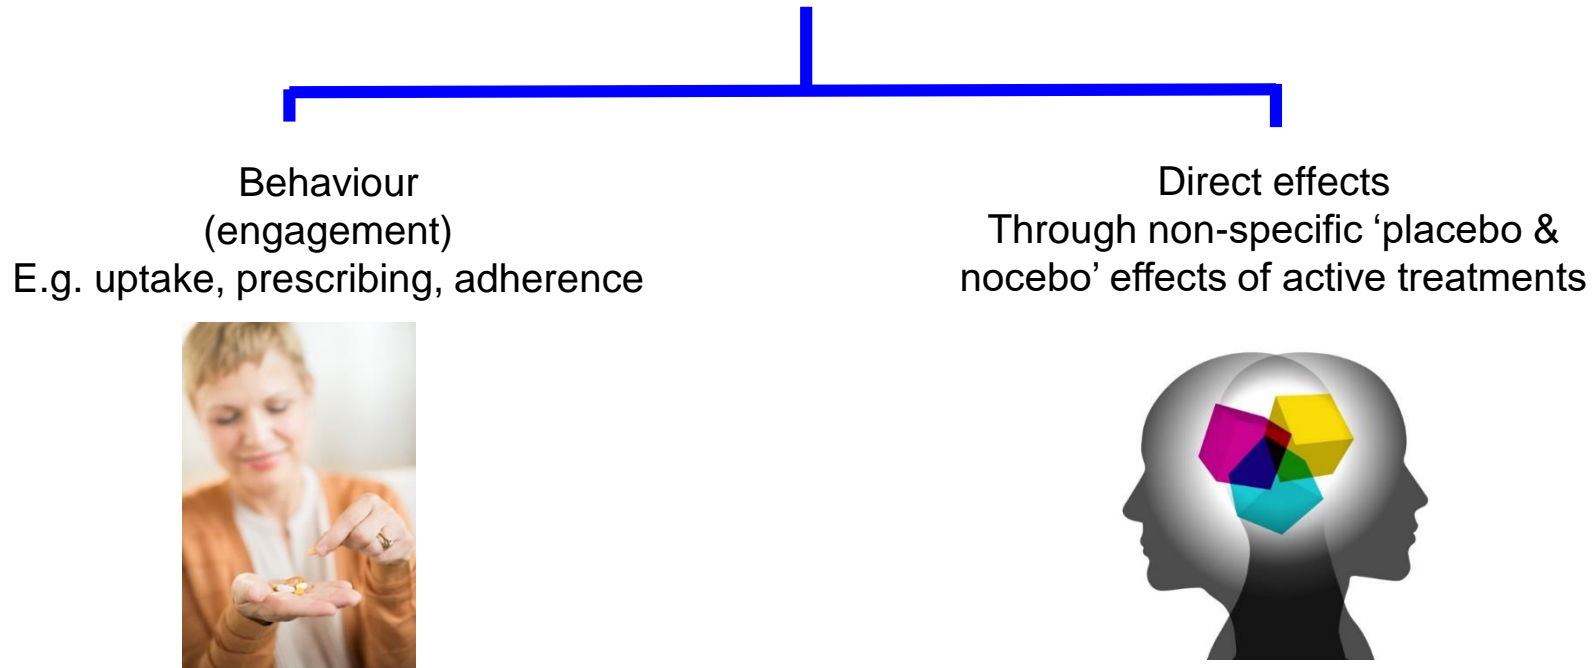 Behaviour
(engagement)
E.g. uptake, prescribing, adherence
Direct effects
Through non-specific ‘placebo &
nocebo’ effects of active treatments